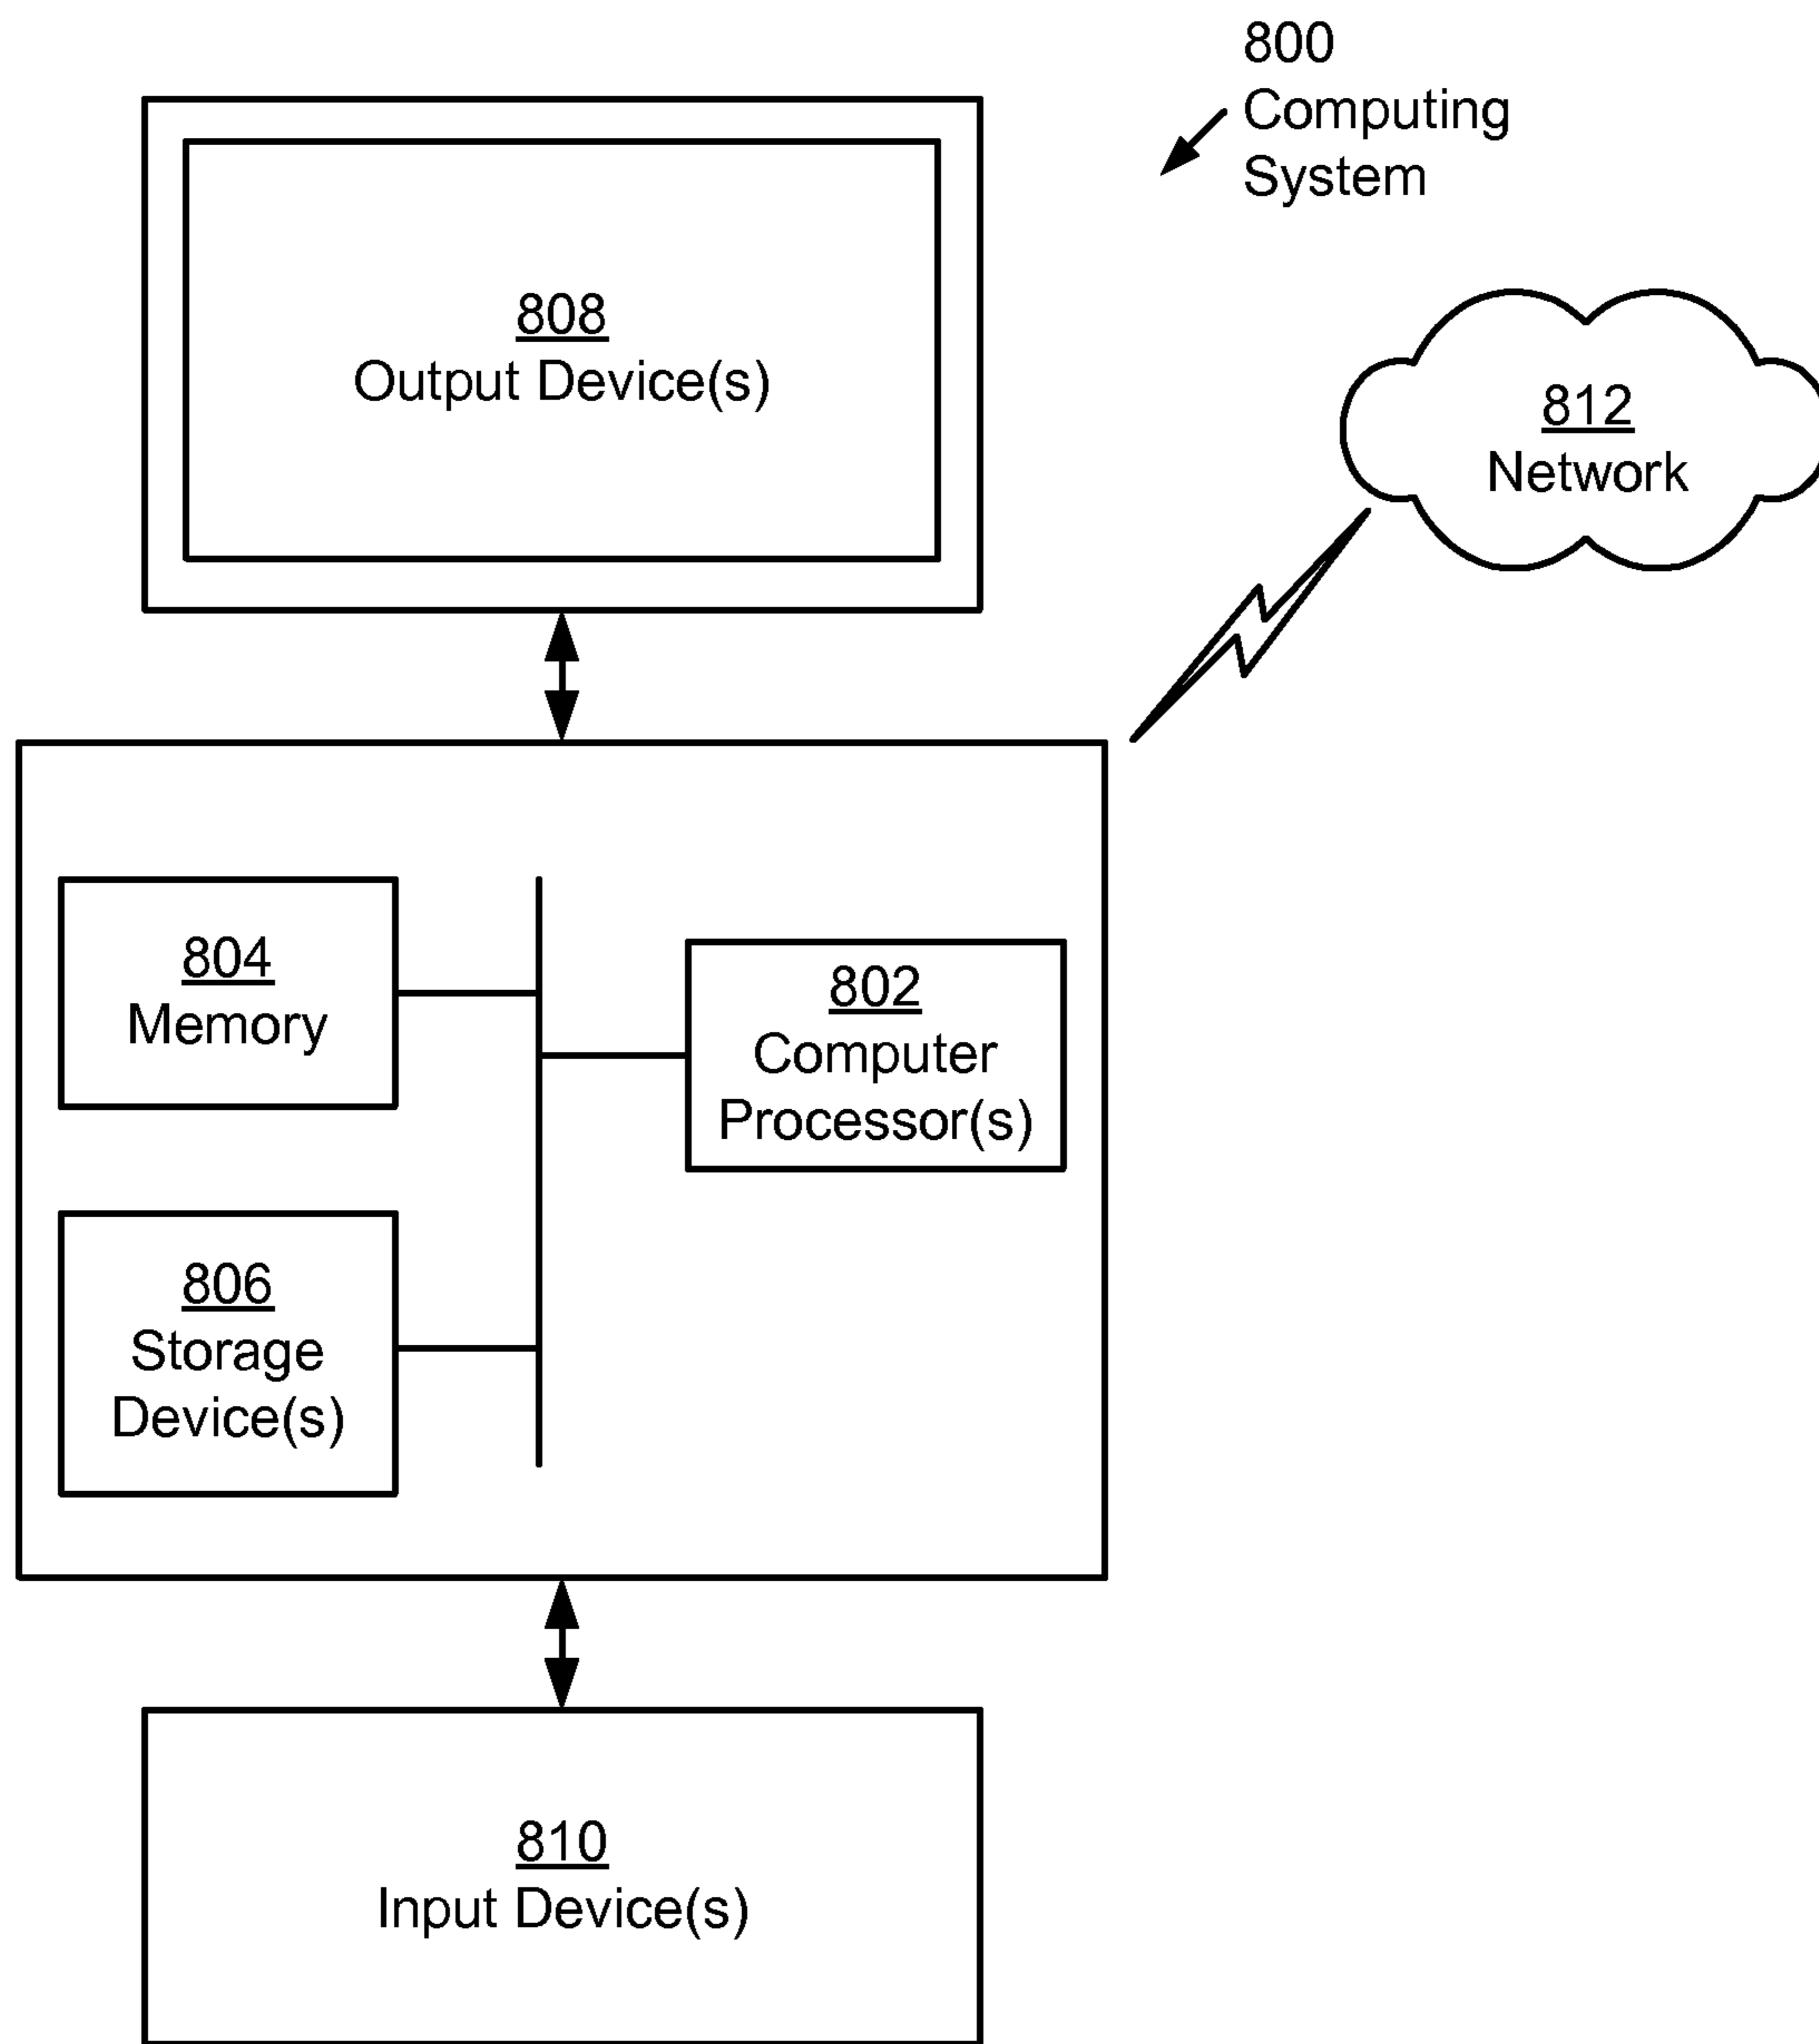 800
Computing
System
808
Output Device(s)
812
Network
804
Memory
802
Computer
Processor(s)
806
Storage
Device(s)
810
Input Device(s)